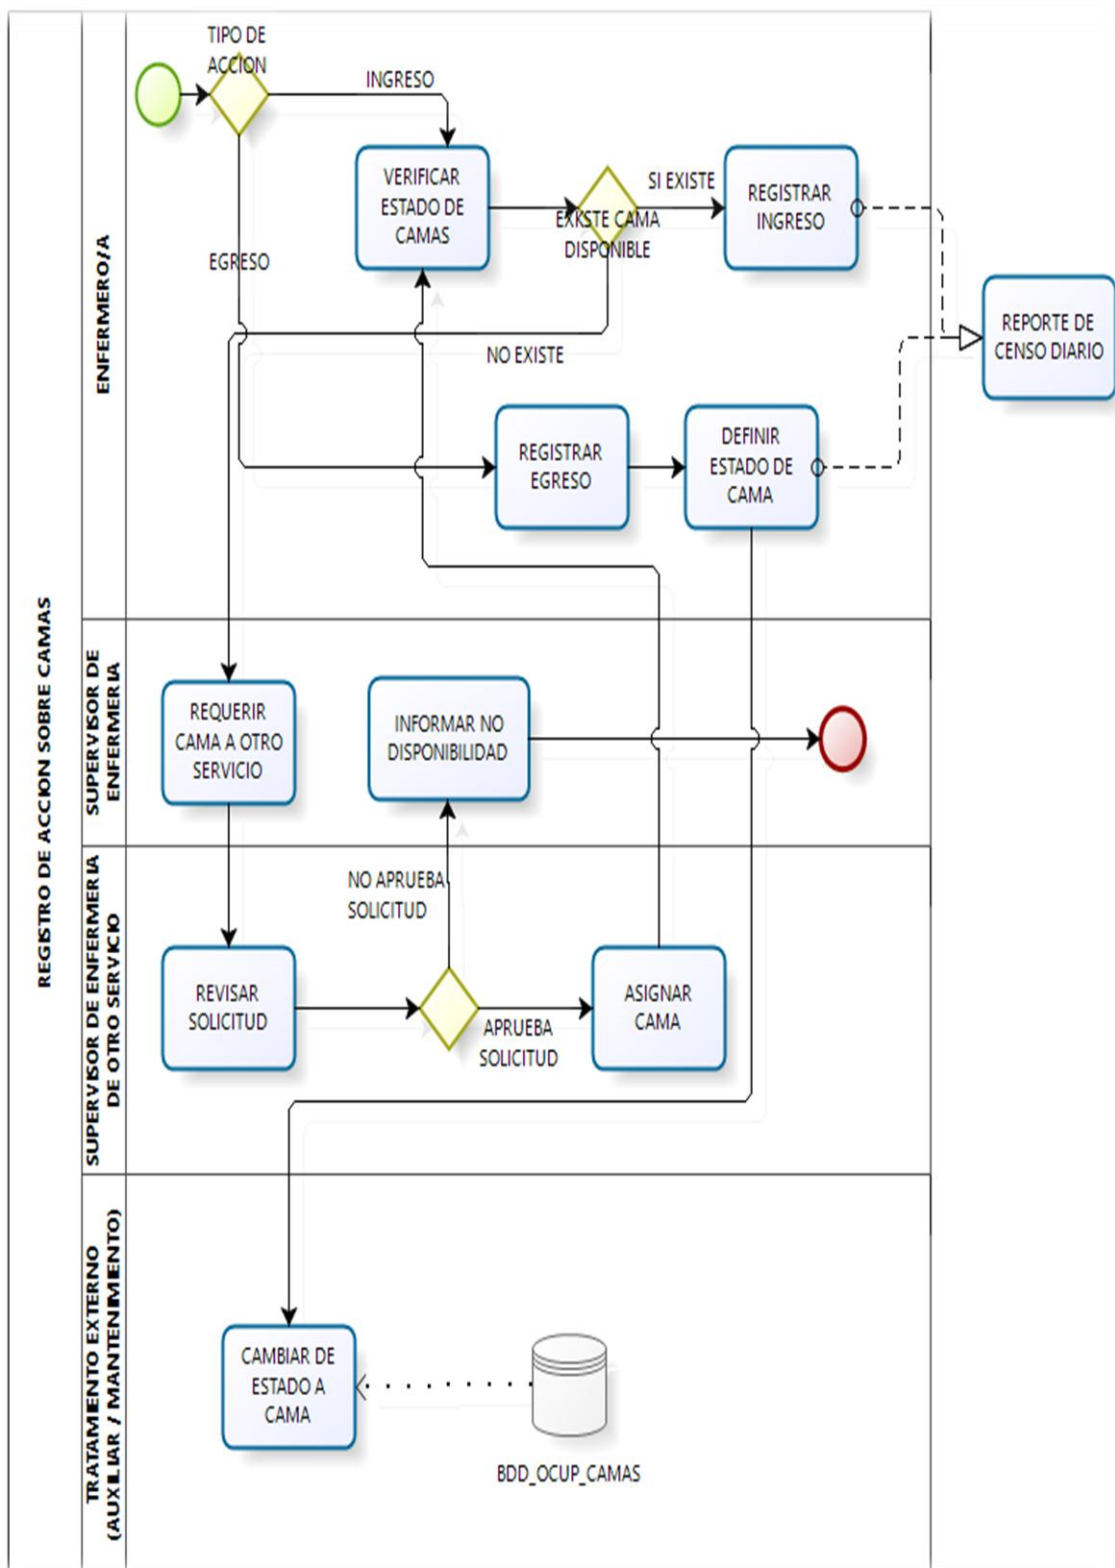 REGISTRO DE ACCION SOBRE CAMAS
ENFERMERO/A
TIPO DE
ACCION
INGRESO
VERIFICAR
ESTADO DE
CAMAS
EXKSTE CAMA
DISPONIBLE
SI EXISTE
REGISTRAR
INGRESO
EGRESO
NO EXISTE
REPORTE DE
CENSO DIARIO
REGISTRAR
EGRESO
DEFINIR
ESTADO DE
CAMA
SUPERVISOR DE
ENFERMERIA
REQUERIR
CAMA A OTRO
SERVICIO
INFORMAR NO
DISPONIBILIDAD
SUPERVISOR DE ENFERMERIA
DE OTRO SERVICIO
NO APRUEBA
SOLICITUD
REVISAR
SOLICITUD
APRUEBA
SOLICITUD
ASIGNAR
CAMA
TRATAMIENTO EXTERNO
(AUXILIAR / MANTENIMIENTO)
CAMBIAR DE
ESTADO A
CAMA
BDD_OCUP_CAMAS